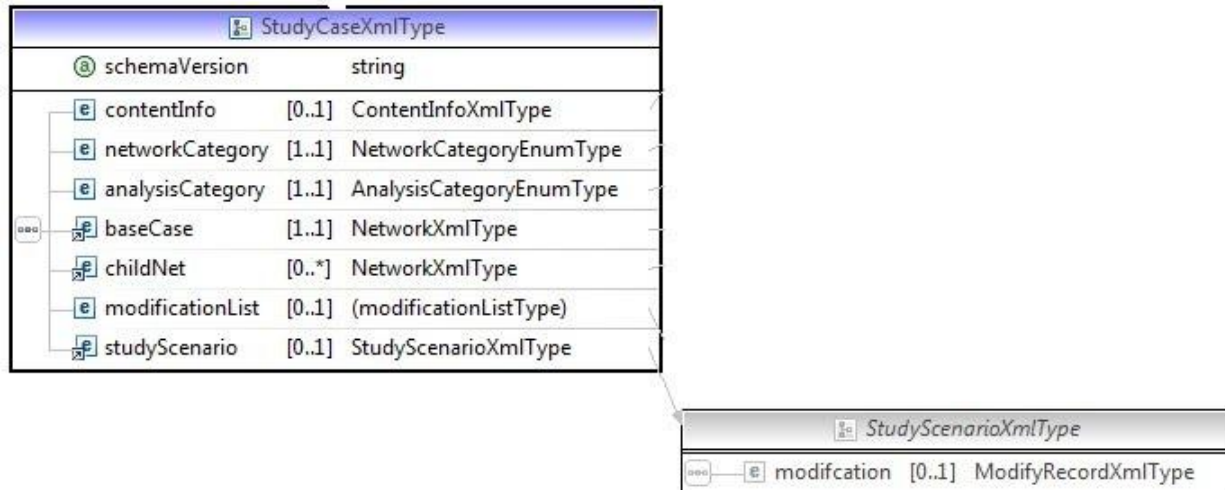 StudyCaseXmlType
a schemaVersion string
e contentInfo [0..1] ContentInfoXmlType
e networkCategory [1..1] NetworkCategoryEnumType
e analysisCategory [1..1] AnalysisCategoryEnumType
e baseCase [1..1] NetworkXmlType
e childNet [0..*] NetworkXmlType
e modificationList [0..1] (modificationListType)
e studyScenario [0..1] StudyScenarioXmlType
StudyScenarioXmlType
e modifcation [0..1] ModifyRecordXmlType